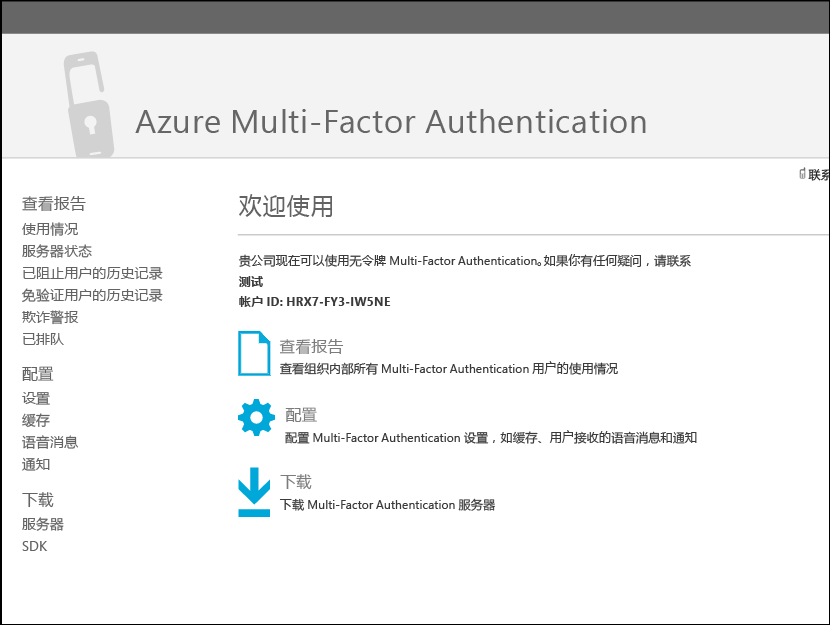 Azure Multi-Factor Authentication
联系
查看报告
使用情况
服务器状态
已阻止用户的历史记录
免验证用户的历史记录
欺诈警报
已排队
配置
设置
缓存
语音消息
通知
下载
服务器
SDK
欢迎使用
贵公司现在可以使用无令牌 Multi-Factor Authentication。如果你有任何疑问，请联系
测试
帐户 ID: HRX7-FY3-IW5NE
查看报告
查看组织内部所有 Multi-Factor Authentication 用户的使用情况
配置
配置 Multi-Factor Authentication 设置，如缓存、用户接收的语音消息和通知
下载
下载 Multi-Factor Authentication 服务器